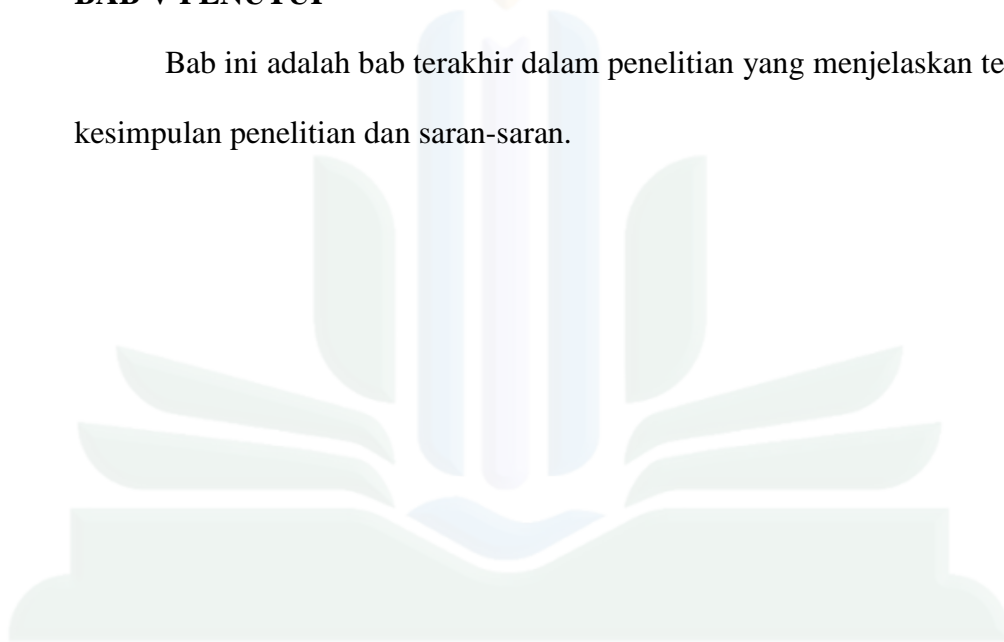 BAB V PENUTUP
Bab ini adalah bab terakhir dalam penelitian yang menjelaskan te
kesimpulan penelitian dan saran-saran.